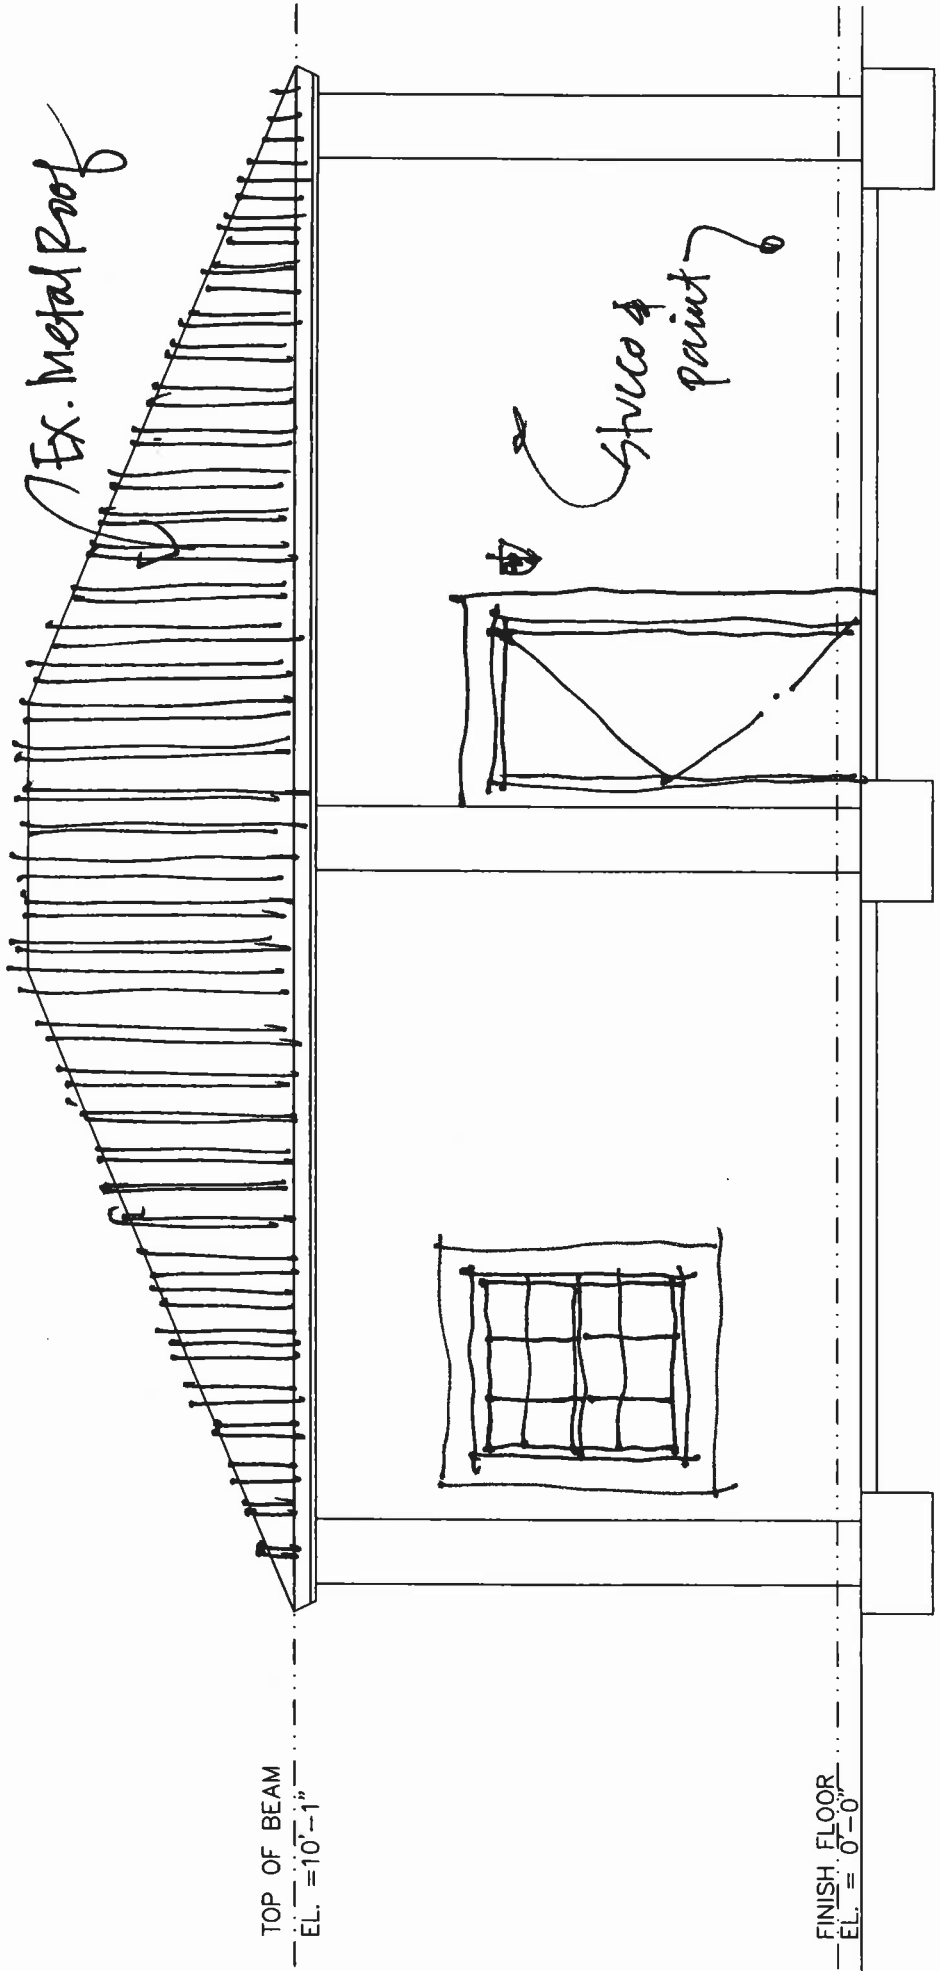 Ex. Metal Roof
Stucco &
paint
TOP OF BEAM
EL. =10'-1"
FINISH FLOOR
EL. = 0'-0"